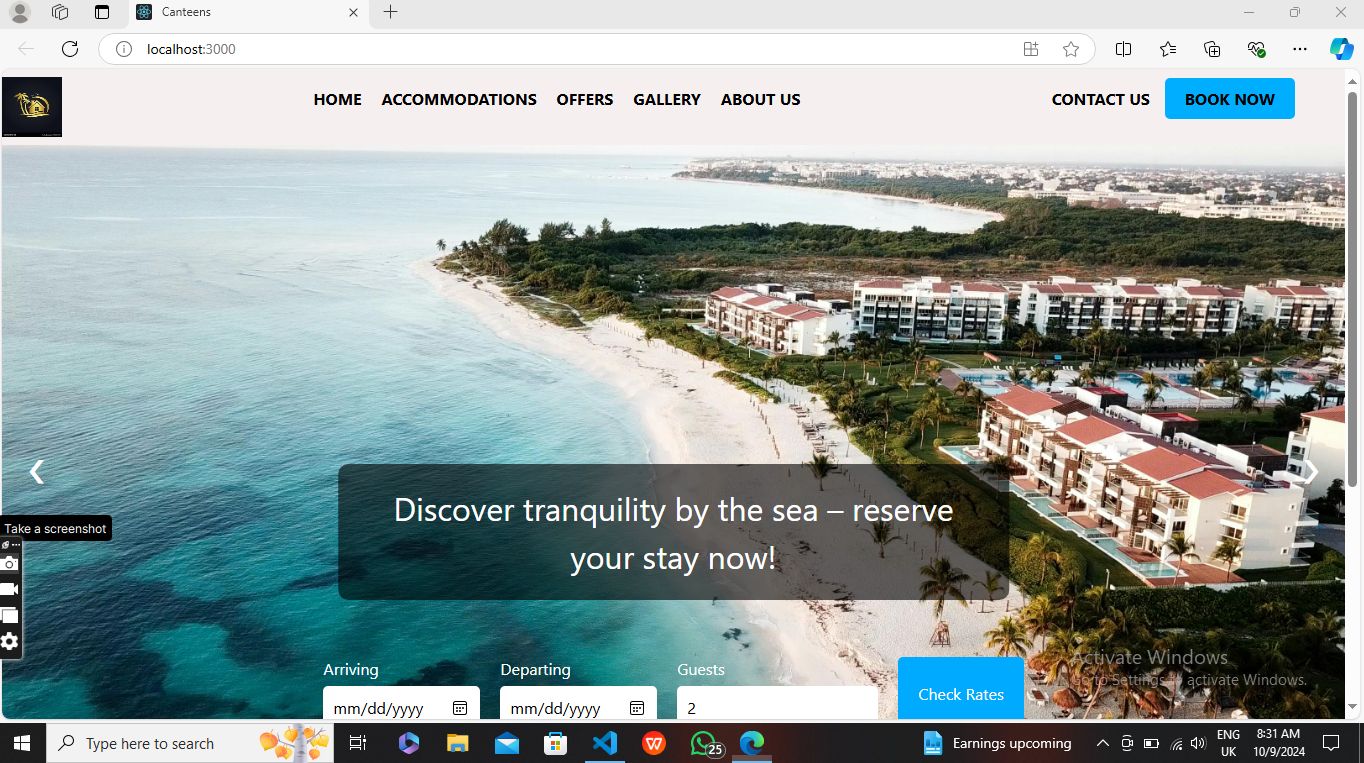 Canteens
localhost:3000
HOME ACCOMMODATIONS OFFERS GALLERY ABOUT US CONTACT US BOOK NOW
Discover tranquility by the sea – reserve
your stay now!
Take a screenshot
Arriving Departing Guests
mm/dd/yyyy mm/dd/yyyy 2 Check Rates
Activate Windows
Go to Settings to activate Windows.
Type here to search
25
Earnings upcoming
ENG
UK
8:31 AM
10/9/2024